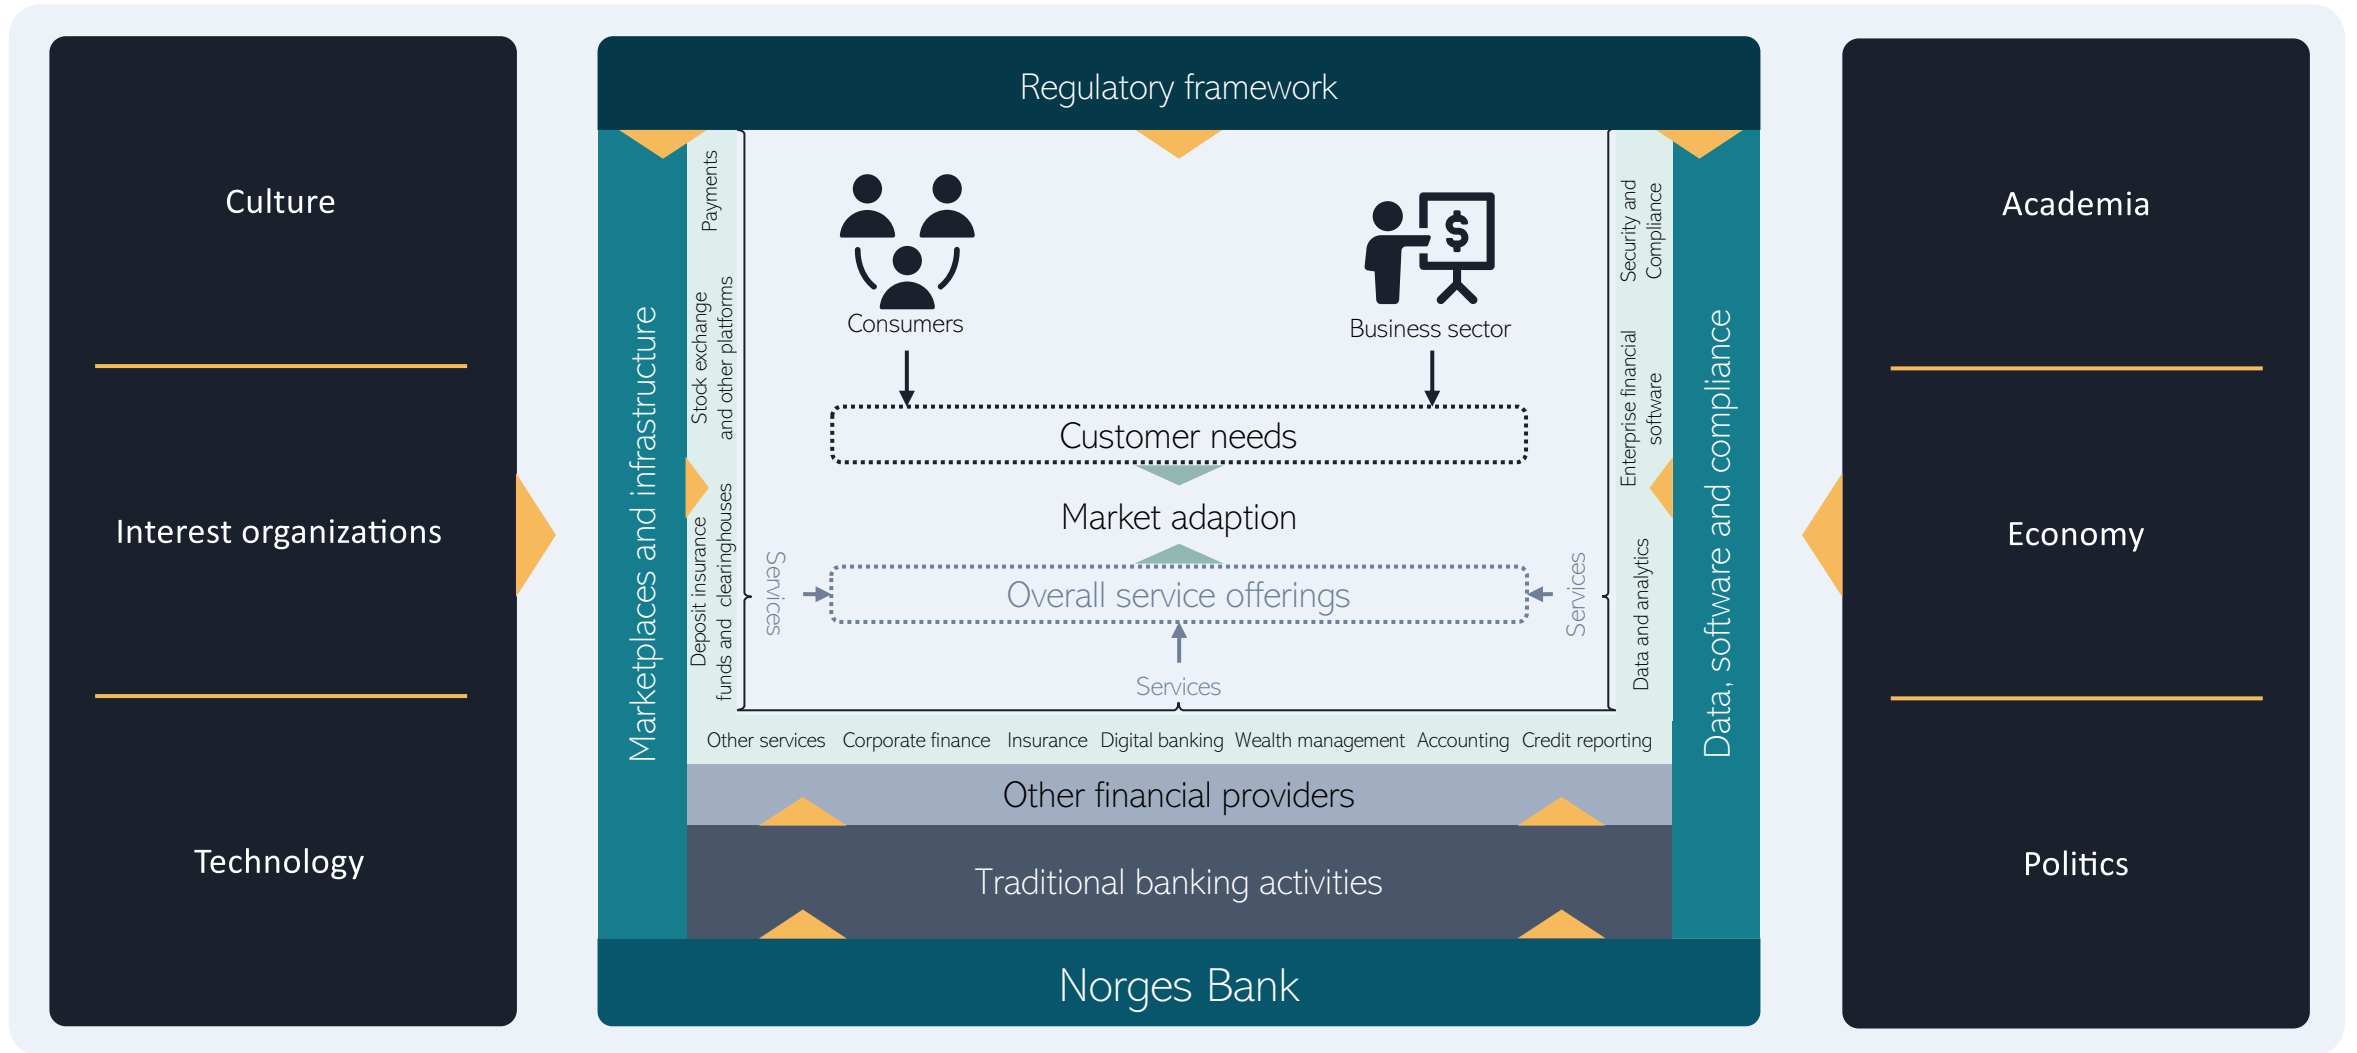 Culture
Interest organizations
Technology
Regulatory framework
Marketplaces and infrastructure
Payments
Stock exchange
and other platforms
Deposit insurance
funds and clearinghouses
Consumers
Business sector
Customer needs
Market adaption
Overall service offerings
Services
Services
Services
Security and
Compliance
Enterprise financial
software
Data and analytics
Data, software and compliance
Other services
Corporate finance
Insurance
Digital banking
Wealth management
Accounting
Credit reporting
Other financial providers
Traditional banking activities
Norges Bank
Academia
Economy
Politics
$